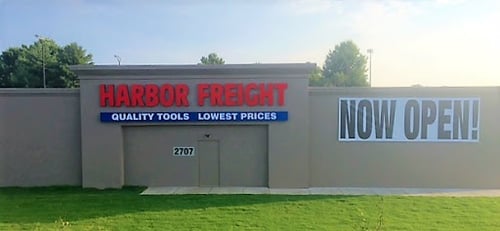 HARBOR FREIGHT
QUALITY TOOLS LOWEST PRICES
NOW OPEN!
2707